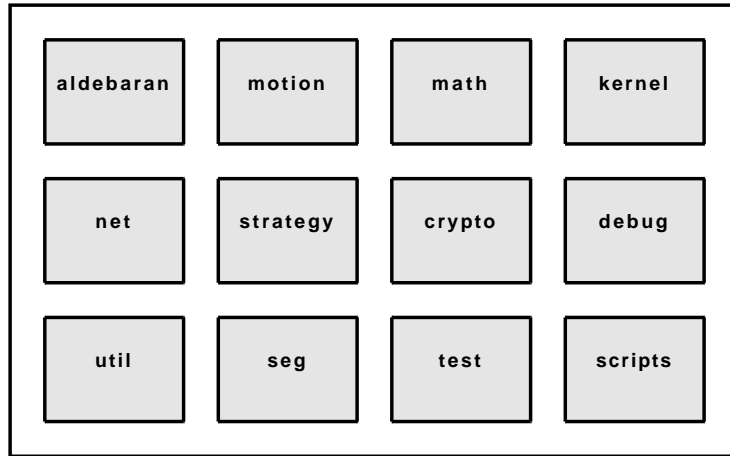 aldebaran motion math kernel
net strategy crypto debug
util seg test scripts